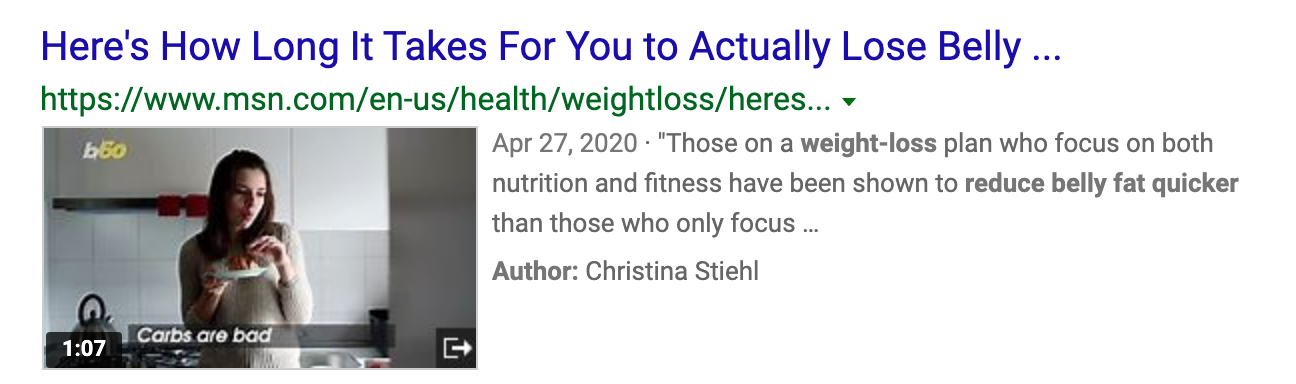 Here's How Long It Takes For You to Actually Lose Belly ...
https://www.msn.com/en-us/health/weightloss/heres...
b60
Apr 27, 2020 · "Those on a weight-loss plan who focus on both
nutrition and fitness have been shown to reduce belly fat quicker
than those who only focus ...
Author: Christina Stiehl
Carbs are bad
1:07